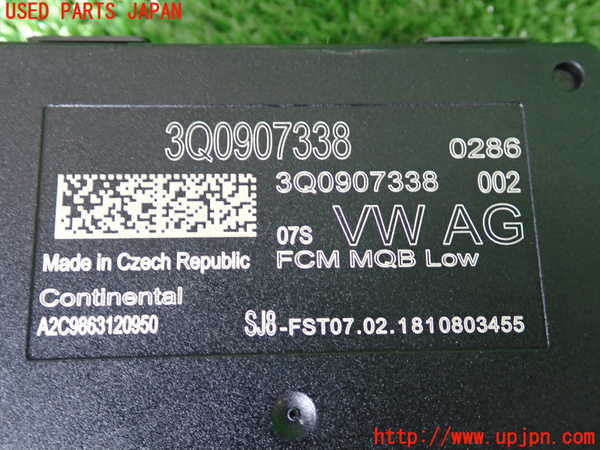 USED PARTS JAPAN
3Q0907338 0286
3Q0907338 002
07S VW AG
Made in Czech Republic FCM MQB Low
Continental
A2C9863120950 SJ8-FST07.02.1810803455
http://www.upjpn.com/